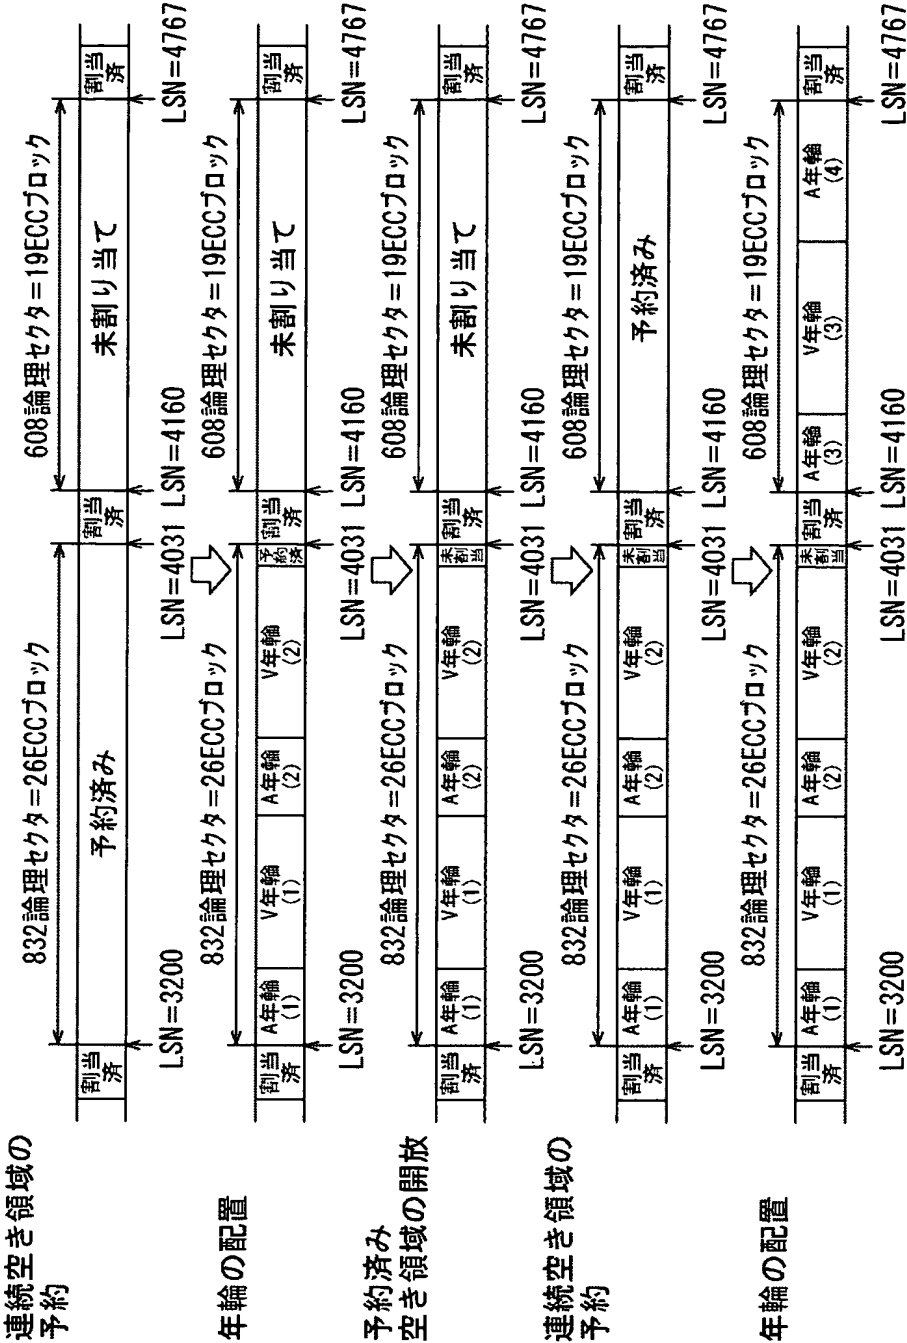 連続空き領域の
予約
832論理セクタ=26ECCブロック
608論理セクタ=19ECCブロック
割当
済
予約済み
割当
済
未割り当て
割当
済
LSN=3200
LSN=4031
LSN=4160
LSN=4767
年輪の配置
832論理セクタ=26ECCブロック
608論理セクタ=19ECCブロック
割当
済
A年輪
(1)
V年輪
(1)
A年輪
(2)
V年輪
(2)
予約
済
割当
済
未割り当て
割当
済
LSN=3200
LSN=4031
LSN=4160
LSN=4767
予約済み
空き領域の開放
832論理セクタ=26ECCブロック
608論理セクタ=19ECCブロック
割当
済
A年輪
(1)
V年輪
(1)
A年輪
(2)
V年輪
(2)
未割
当
割当
済
未割り当て
割当
済
LSN=3200
LSN=4031
LSN=4160
LSN=4767
連続空き領域の
予約
832論理セクタ=26ECCブロック
608論理セクタ=19ECCブロック
割当
済
A年輪
(1)
V年輪
(1)
A年輪
(2)
V年輪
(2)
未割
当
割当
済
予約済み
割当
済
LSN=3200
LSN=4031
LSN=4160
LSN=4767
年輪の配置
832論理セクタ=26ECCブロック
608論理セクタ=19ECCブロック
割当
済
A年輪
(1)
V年輪
(1)
A年輪
(2)
V年輪
(2)
未割
当
割当
済
A年輪
(3)
V年輪
(3)
A年輪
(4)
割当
済
LSN=3200
LSN=4031
LSN=4160
LSN=4767